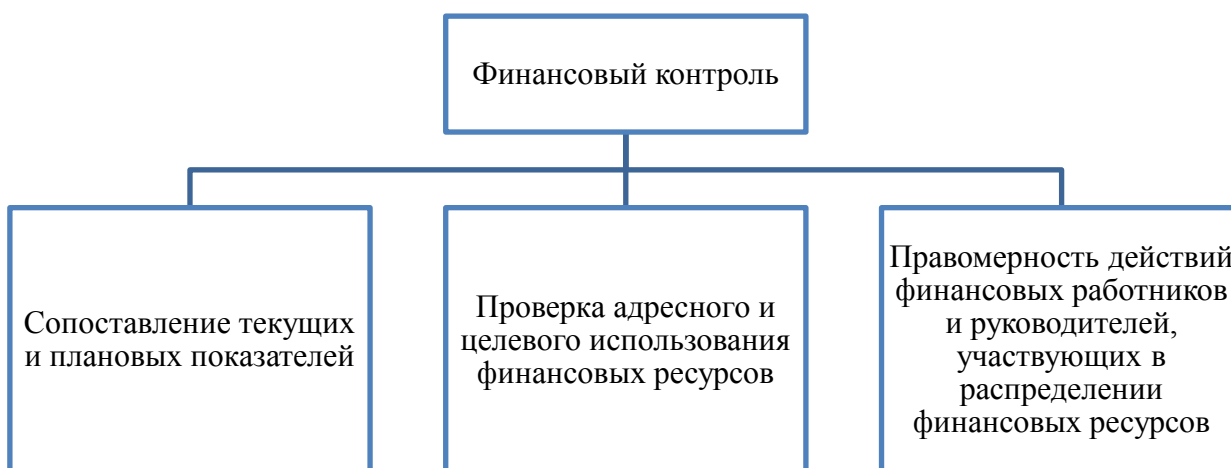 Финансовый контроль
Сопоставление текущих
и плановых показателей
Проверка адресного и
целевого использования
финансовых ресурсов
Правомерность действий
финансовых работников
и руководителей,
участвующих в
распределении
финансовых ресурсов